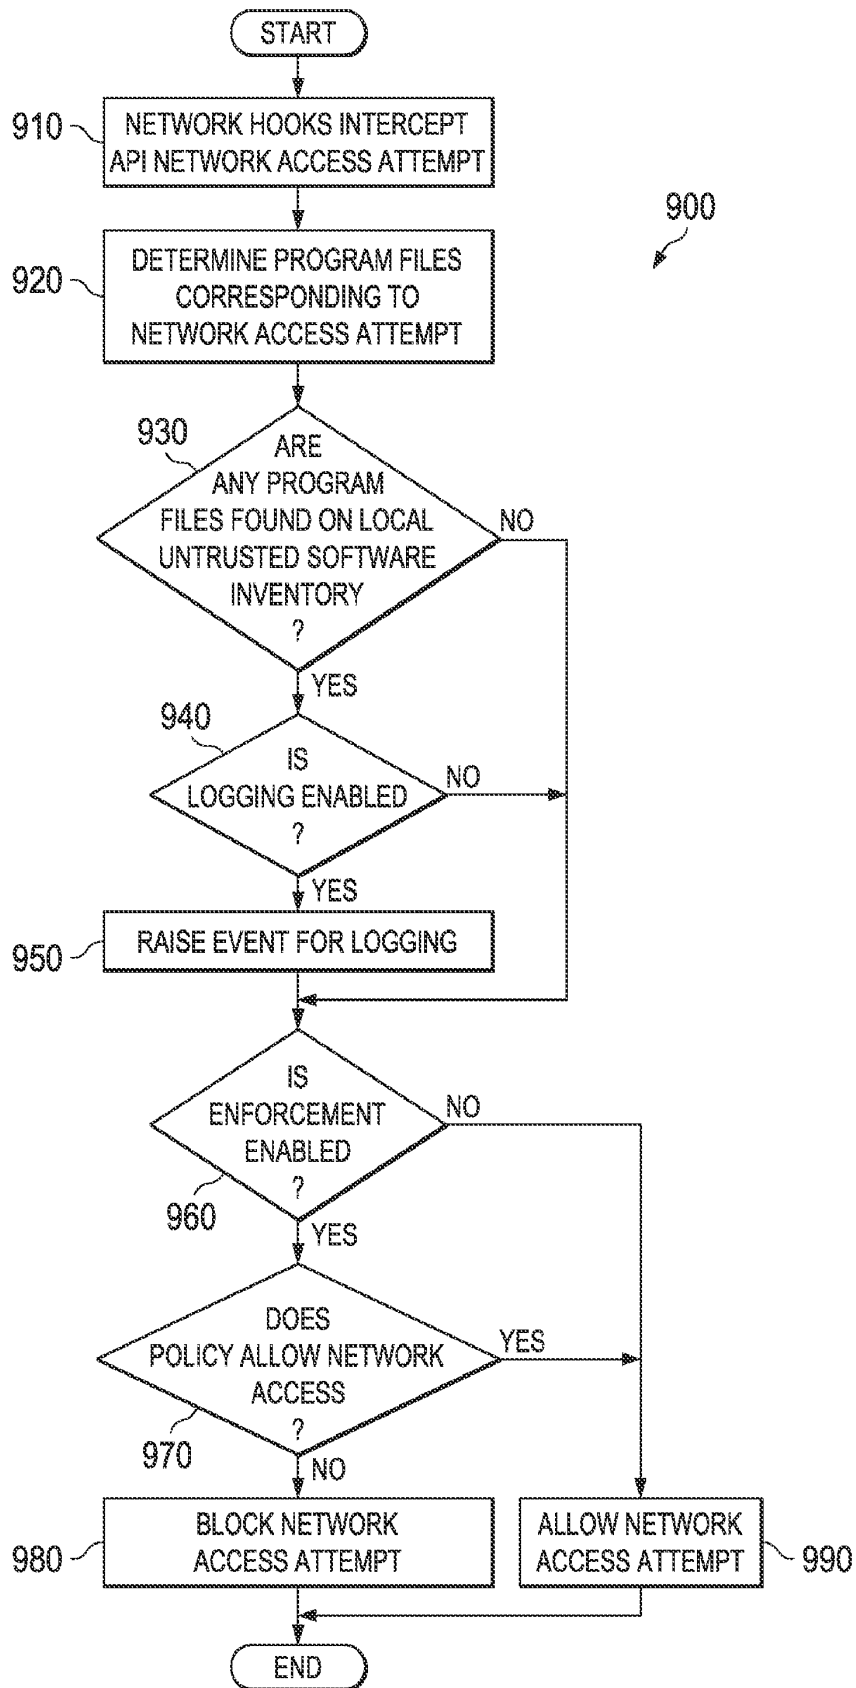 START
910
NETWORK HOOKS INTERCEPT
API NETWORK ACCESS ATTEMPT
900
920
DETERMINE PROGRAM FILES
CORRESPONDING TO
NETWORK ACCESS ATTEMPT
930
ARE
ANY PROGRAM
FILES FOUND ON LOCAL
UNTRUSTED SOFTWARE
INVENTORY
?
NO
YES
940
IS
LOGGING ENABLED
?
NO
YES
950
RAISE EVENT FOR LOGGING
IS
ENFORCEMENT
ENABLED
?
NO
960
YES
DOES
POLICY ALLOW NETWORK
ACCESS
?
YES
970
NO
980
BLOCK NETWORK
ACCESS ATTEMPT
ALLOW NETWORK
ACCESS ATTEMPT
990
END